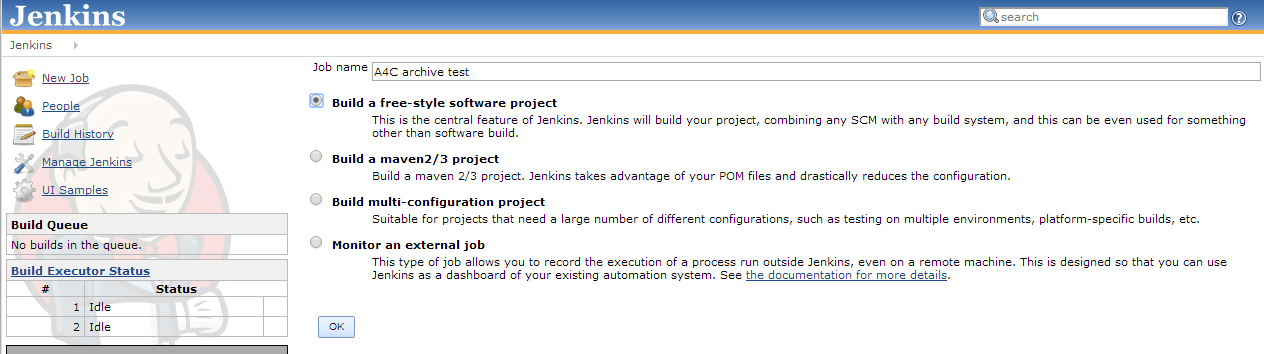 Jenkins
search
Jenkins
New Job
People
Build History
Manage Jenkins
UI Samples
Build Queue
No builds in the queue.
Build Executor Status
# Status
1 Idle
2 Idle
Job name A4C archive test
Build a free-style software project
This is the central feature of Jenkins. Jenkins will build your project, combining any SCM with any build system, and this can be even used for something
other than software build.
Build a maven2/3 project
Build a maven 2/3 project. Jenkins takes advantage of your POM files and drastically reduces the configuration.
Build multi-configuration project
Suitable for projects that need a large number of different configurations, such as testing on multiple environments, platform-specific builds, etc.
Monitor an external job
This type of job allows you to record the execution of a process run outside Jenkins, even on a remote machine. This is designed so that you can use
Jenkins as a dashboard of your existing automation system. See the documentation for more details.
OK